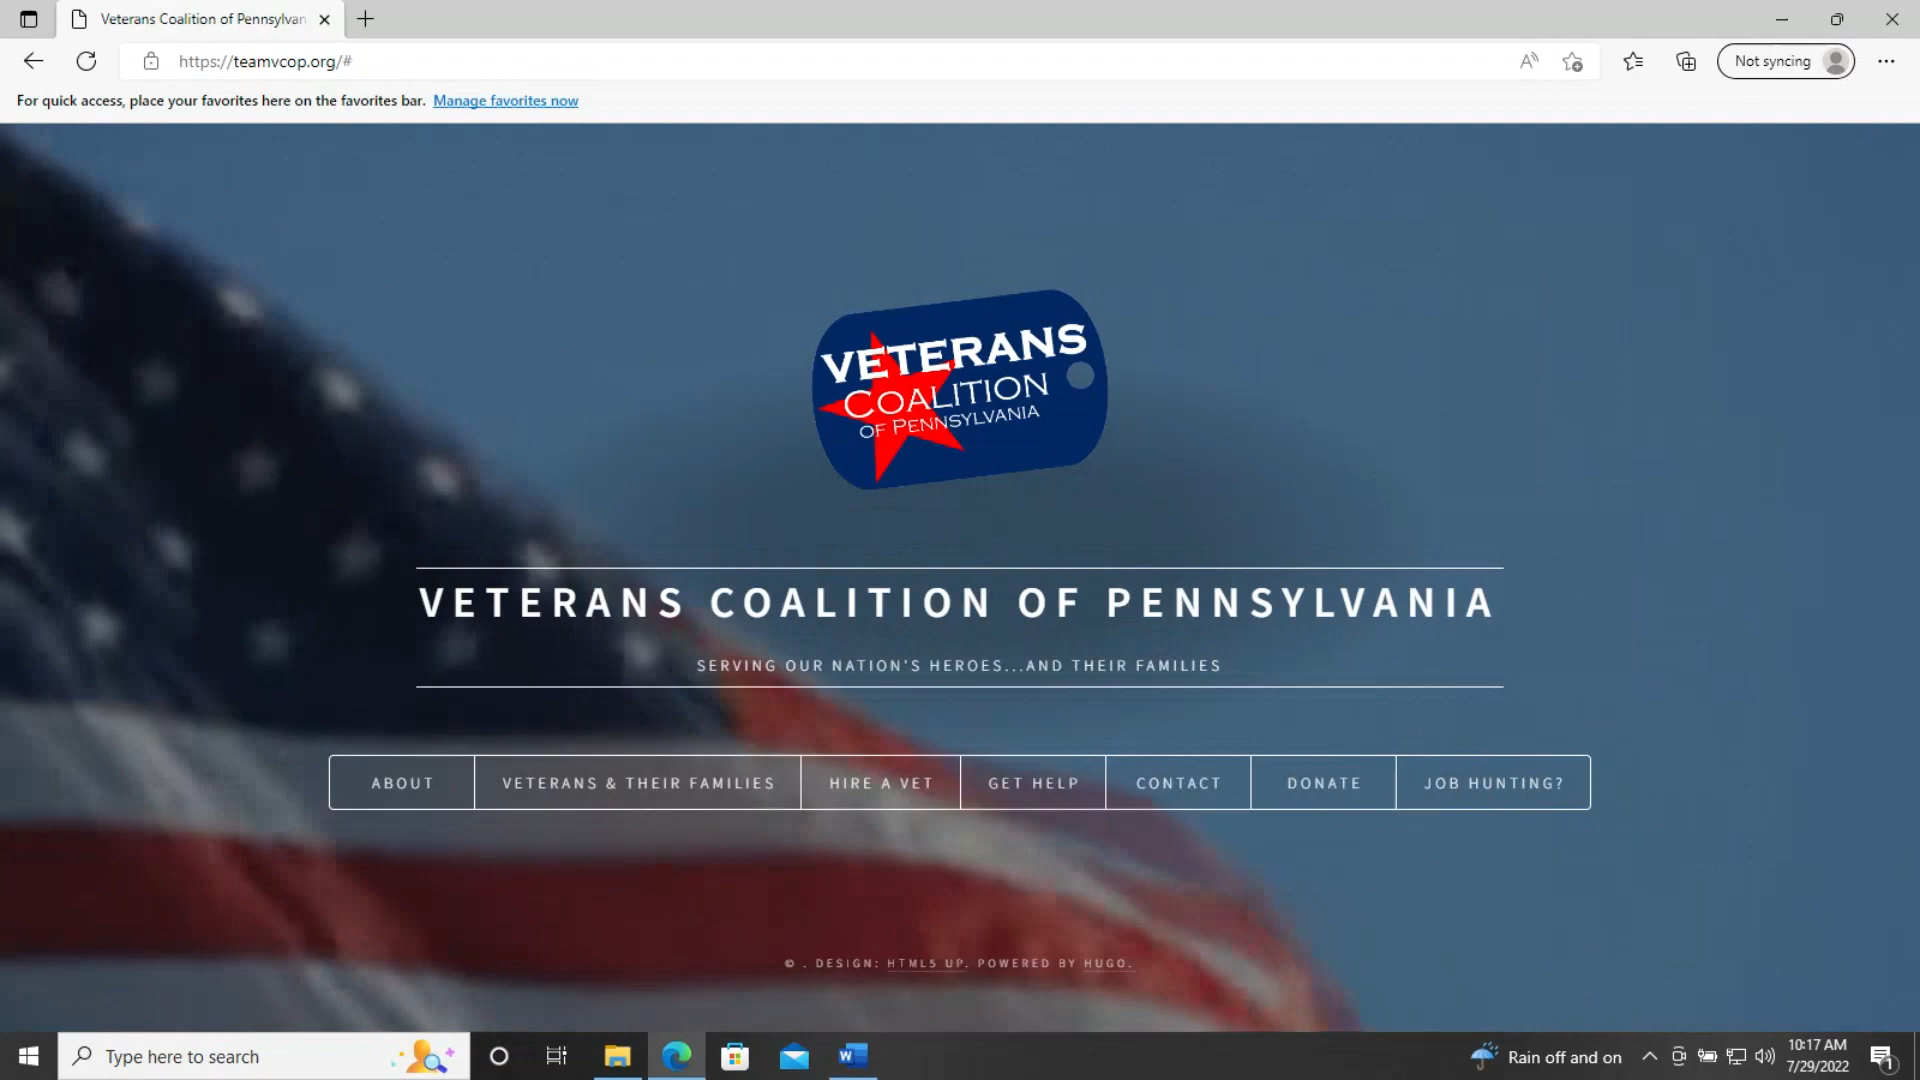 Veterans Coalition of Pennsylvan
https://teamvcop.org/#
Not syncing
For quick access, place your favorites here on the favorites bar. Manage favorites now
VETERANS
COALITION
OF PENNSYLVANIA
VETERANS COALITION OF PENNSYLVANIA
SERVING OUR NATION'S HEROES...AND THEIR FAMILIES
ABOUT VETERANS & THEIR FAMILIES HIRE A VET GET HELP CONTACT DONATE JOB HUNTING?
© . DESIGN: HTML5 UP. POWERED BY HUGO.
Type here to search
Rain off and on
10:17 AM
7/29/2022
1